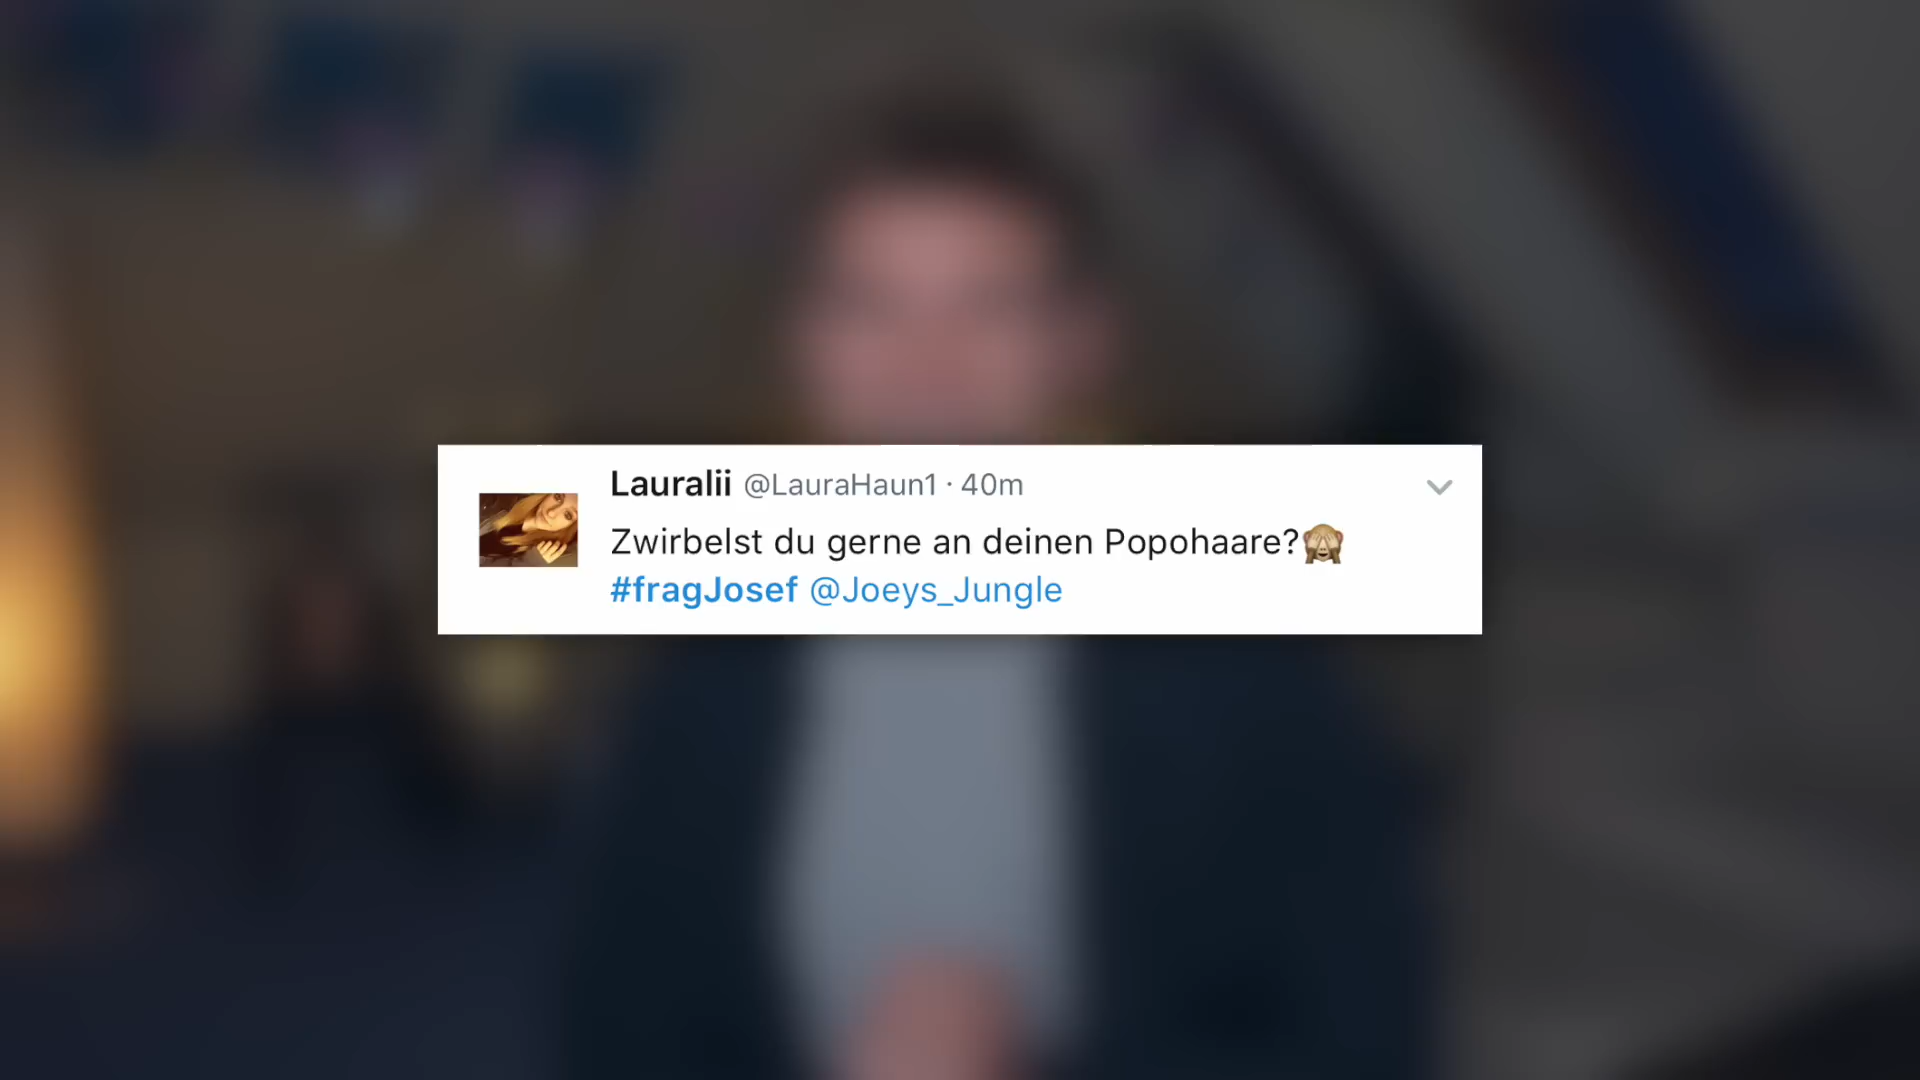 Lauralii @LauraHaun1 · 40m
Zwirbelst du gerne an deinen Popohaare?🙈
#fragJosef @Joeys_Jungle